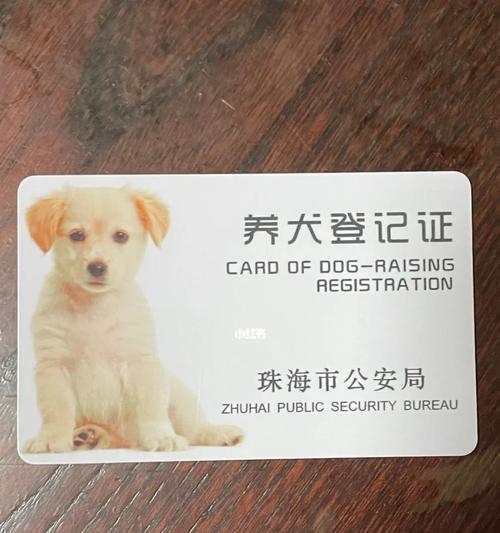 养犬登记证
CARD OF DOG-RAISING
REGISTRATION
小红书
珠海市公安局
ZHUHAI PUBLIC SECURITY BUREAU